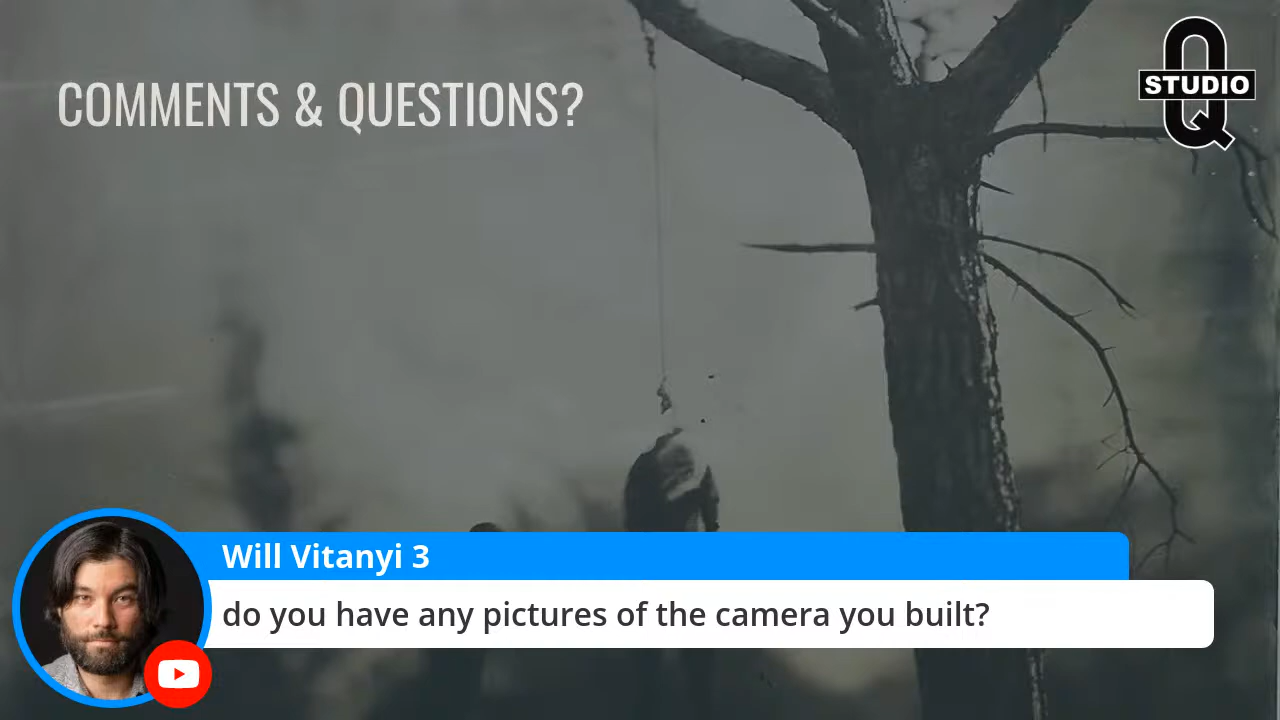 COMMENTS & QUESTIONS?
STUDIO
Q
Will Vitanyi 3
do you have any pictures of the camera you built?